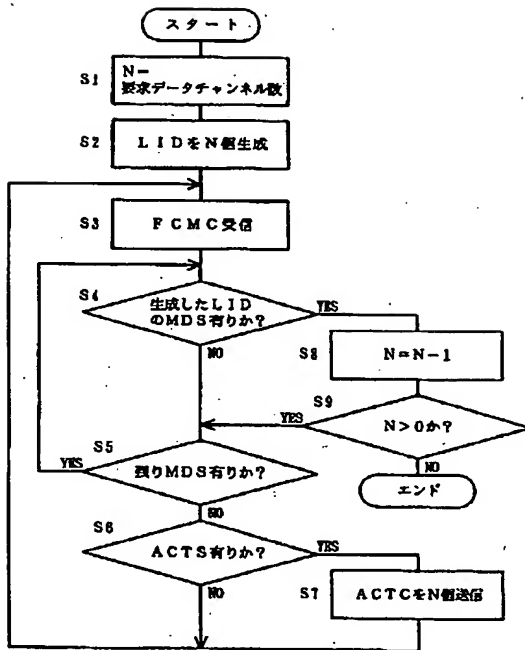 スタート
S1
N=
要求データチャンネル数
S2
LIDをN個生成
S3
FCMC受信
S4
生成したLID
のMDS有りか?
YES
NO
S8
N=N-1
S9
YES
N>0か?
NO
エンド
S5
YES
残りMDS有りか?
NO
S6
ACTS有りか?
YES
NO
S7
ACTCをN個送信